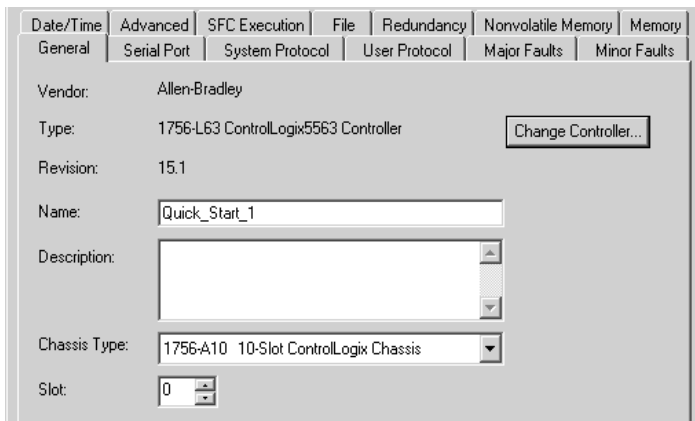 Date/Time Advanced SFC Execution File Redundancy Nonvolatile Memory Memory
General Serial Port System Protocol User Protocol Major Faults Minor Faults
Vendor: Allen-Bradley
Type: 1756-L63 ControlLogix5563 Controller Change Controller...
Revision: 15.1
Name: Quick_Start_1
Description:
Chassis Type: 1756-A10 10-Slot ControlLogix Chassis
Slot: 0